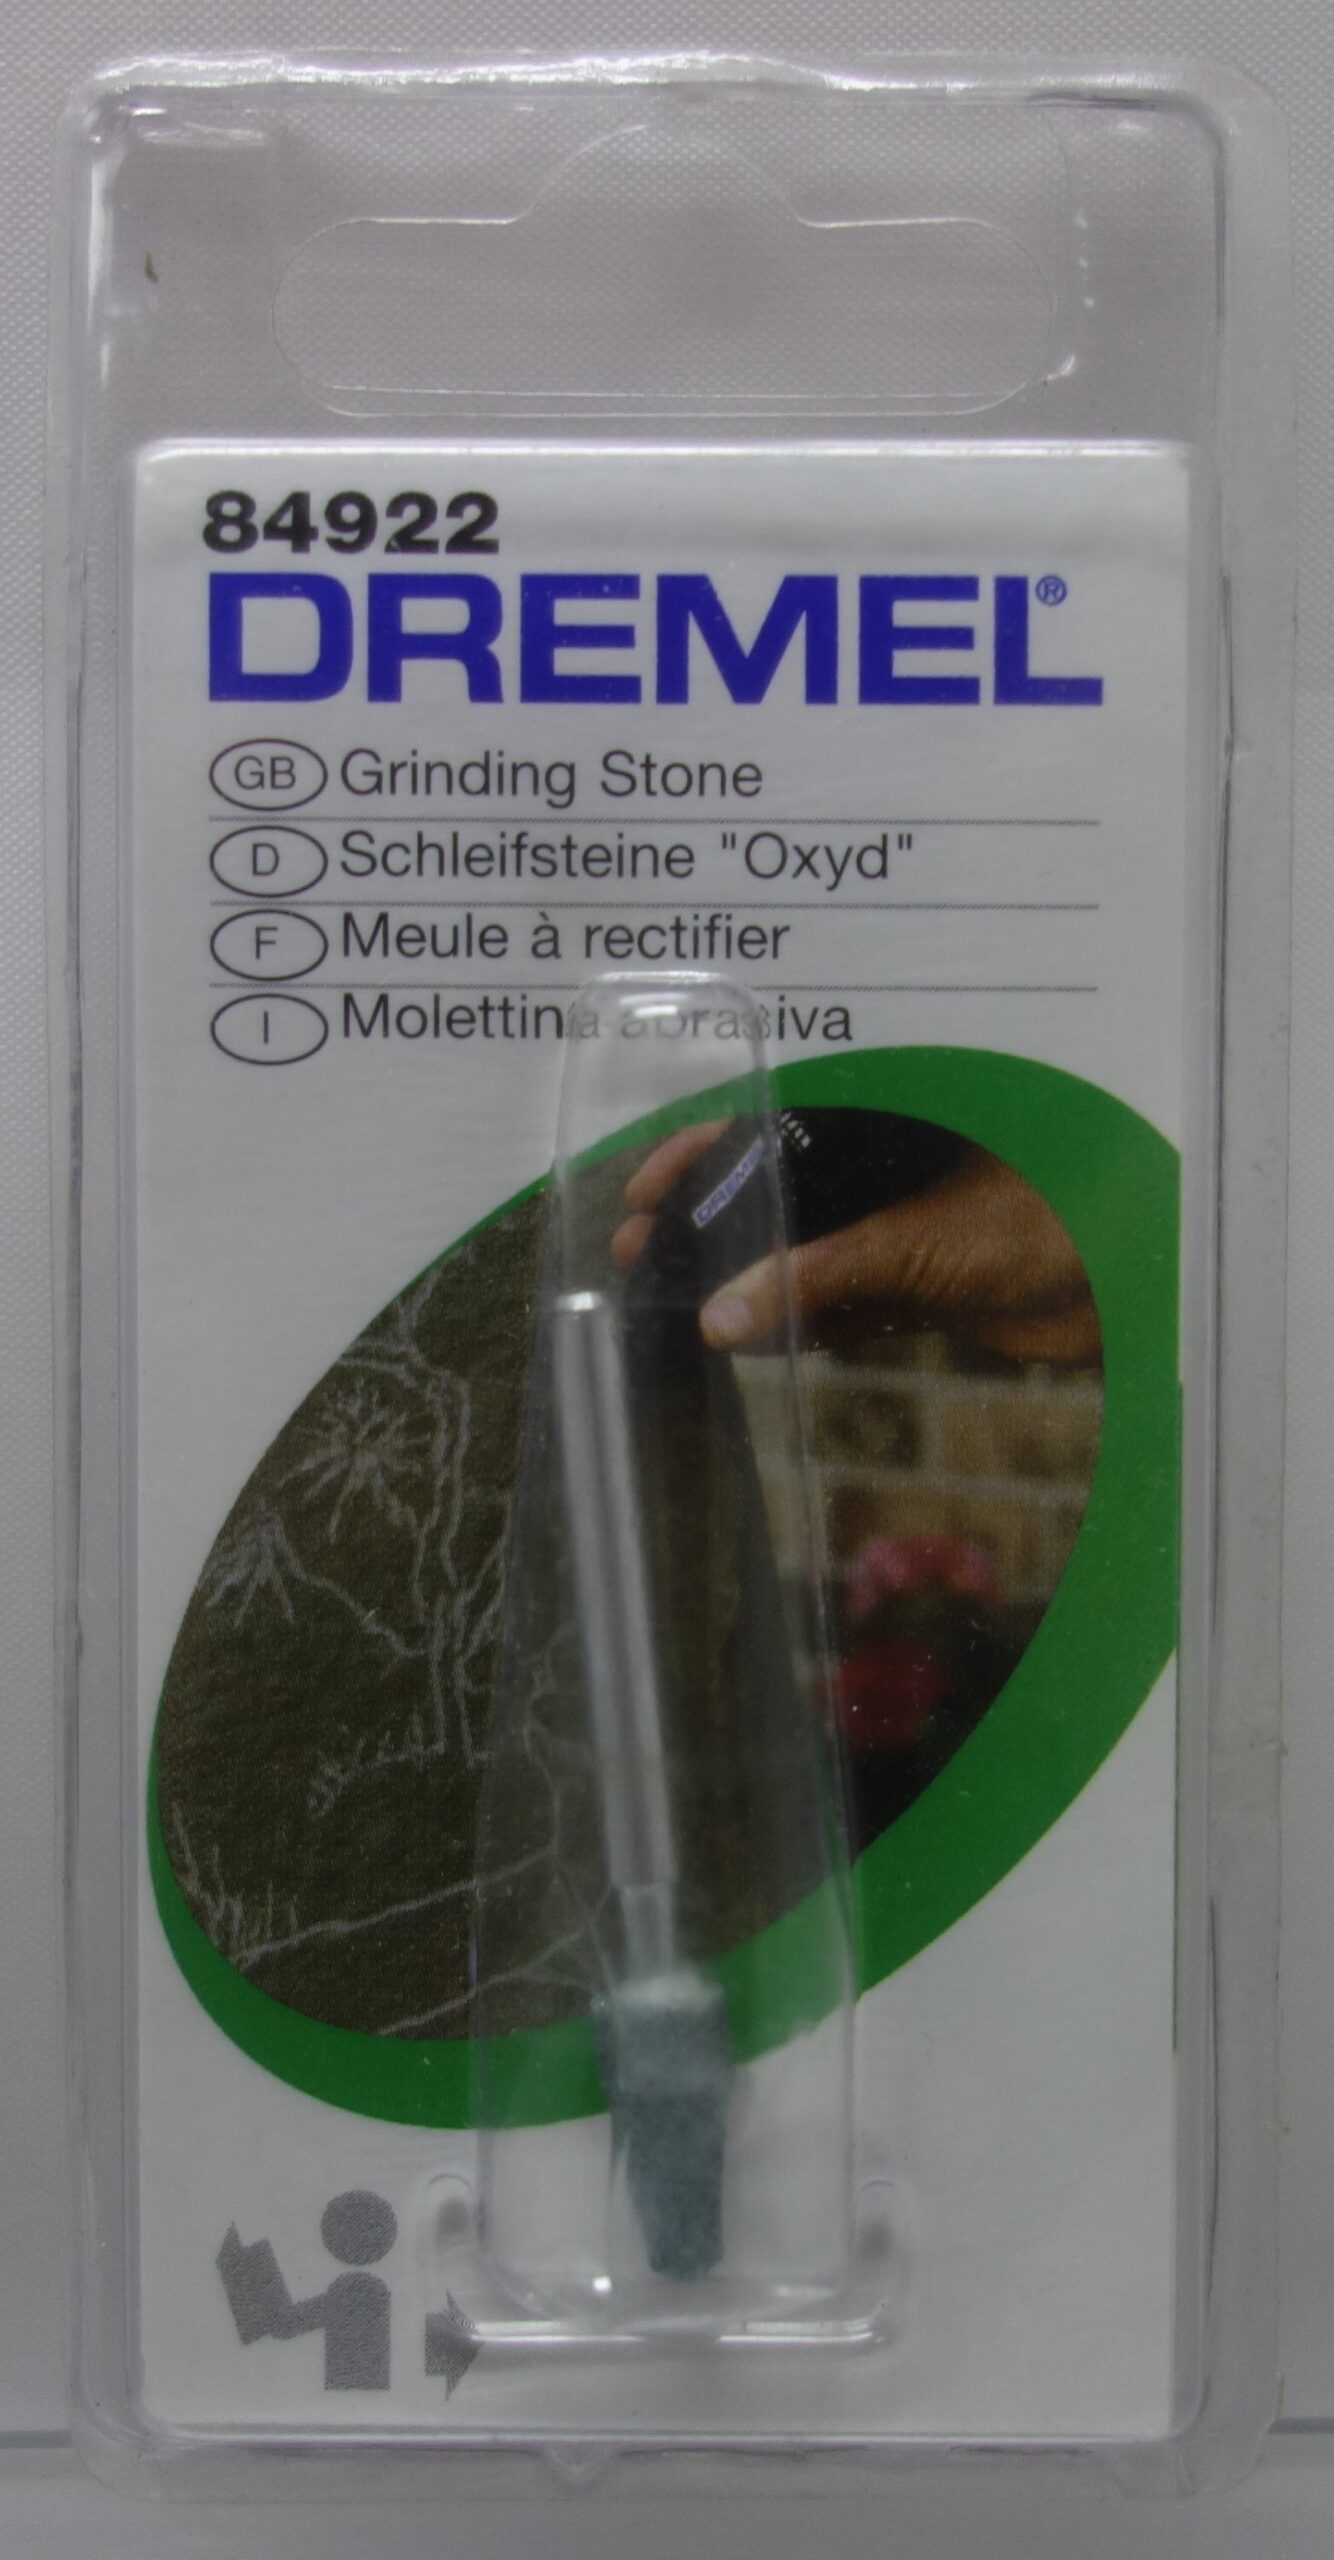 84922
DREMEL®
GB Grinding Stone
D Schleifsteine "Oxyd"
F Meule à rectifier
I Molettina abrasiva
DREMEL